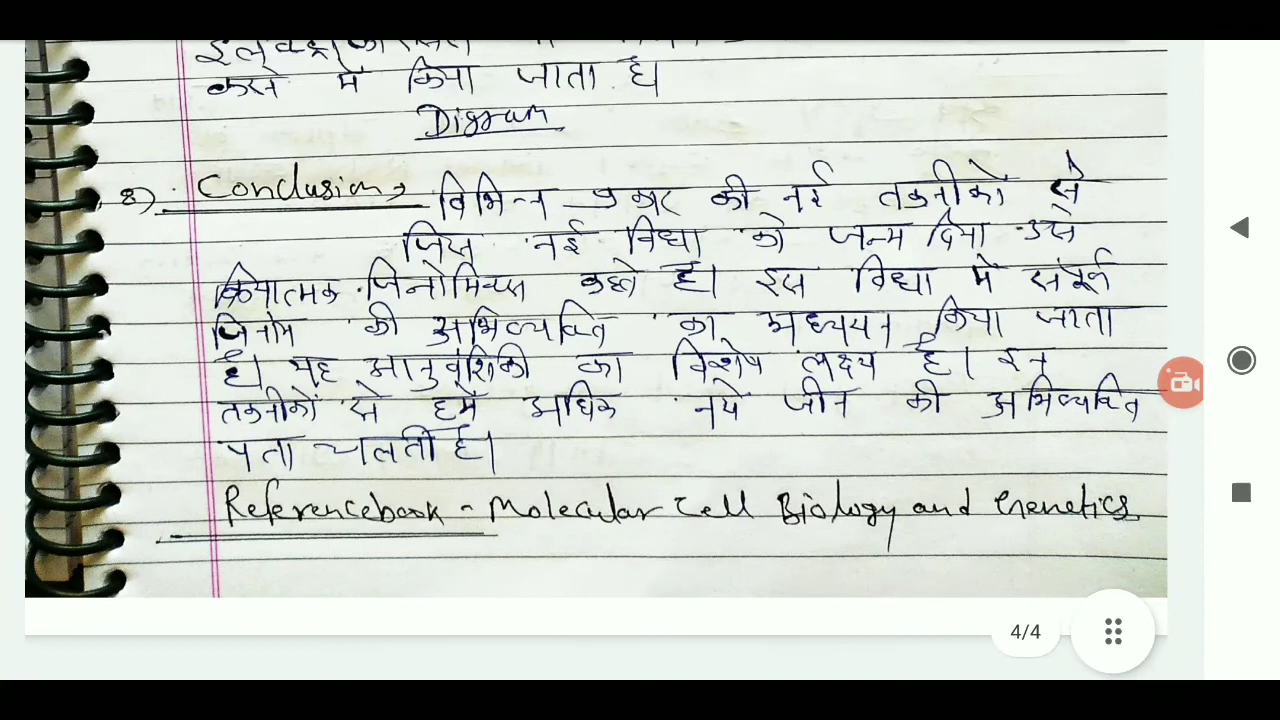 करने में किया जाता है।
Digram
8) Conclusion → विभिन्न प्रकार की नई तकनीकों से
जिस नई विधा को जन्म दिया उसे
क्रियात्मक जिनोमिक्स कहते हैं। इस विधा में संपूर्ण
जिनोम की अभिव्यक्ति का अध्ययन किया जाता
है। यह आनुवंशिकी का विशेष लक्ष्य है। इन
तकनीकों से हमें अधिक नये जीन की अभिव्यक्ति
पता चलती है।
Referencebook - Molecular Cell Biology and Genetics
4/4